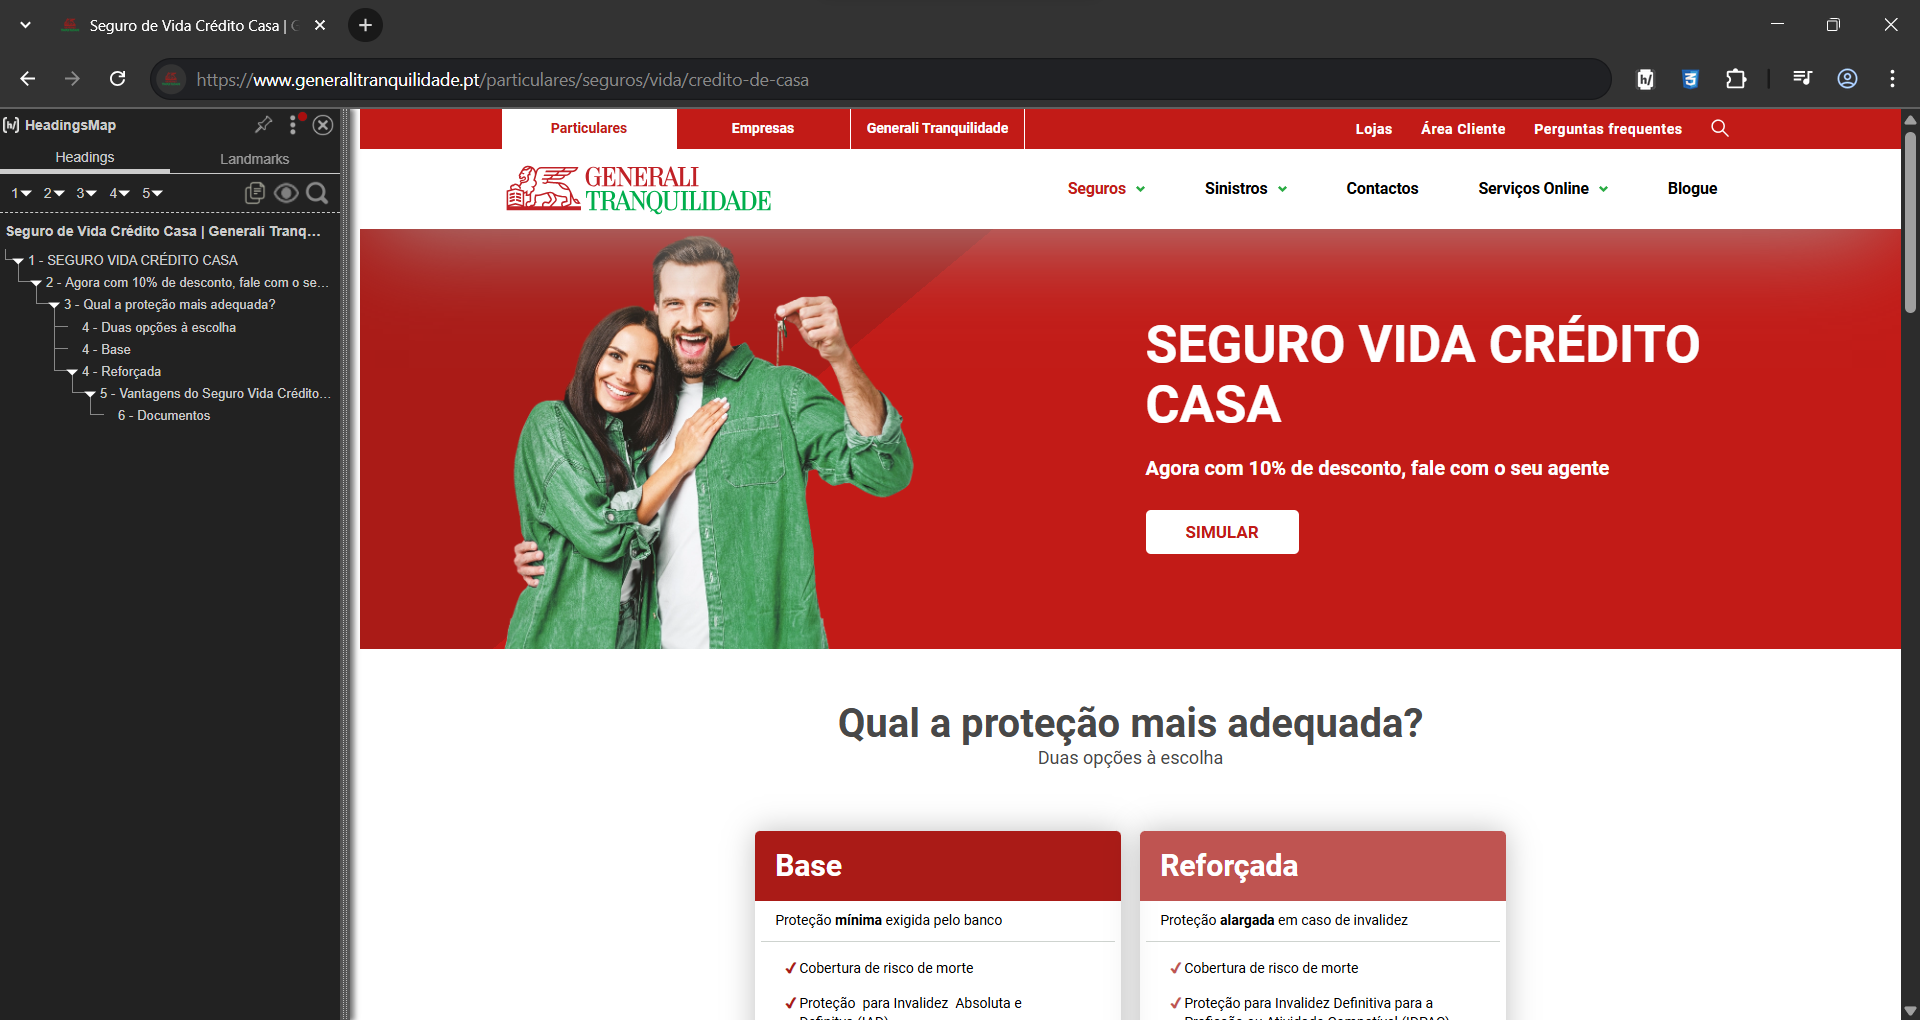 Seguro de Vida Crédito Casa | G
https://www.generalitranquilidade.pt/particulares/seguros/vida/credito-de-casa
[h/] HeadingsMap
Headings
Landmarks
1 2 3 4 5
Seguro de Vida Crédito Casa | Generali Tranq...
1 - SEGURO VIDA CRÉDITO CASA
2 - Agora com 10% de desconto, fale com o se...
3 - Qual a proteção mais adequada?
4 - Duas opções à escolha
4 - Base
4 - Reforçada
5 - Vantagens do Seguro Vida Crédito...
6 - Documentos
Particulares
Empresas
Generali Tranquilidade
Lojas
Área Cliente
Perguntas frequentes
GENERALI
TRANQUILIDADE
Seguros
Sinistros
Contactos
Serviços Online
Blogue
SEGURO VIDA CRÉDITO
CASA
Agora com 10% de desconto, fale com o seu agente
SIMULAR
Qual a proteção mais adequada?
Duas opções à escolha
Base
Proteção mínima exigida pelo banco
Cobertura de risco de morte
Proteção para Invalidez Absoluta e
Reforçada
Proteção alargada em caso de invalidez
Cobertura de risco de morte
Proteção para Invalidez Definitiva para a